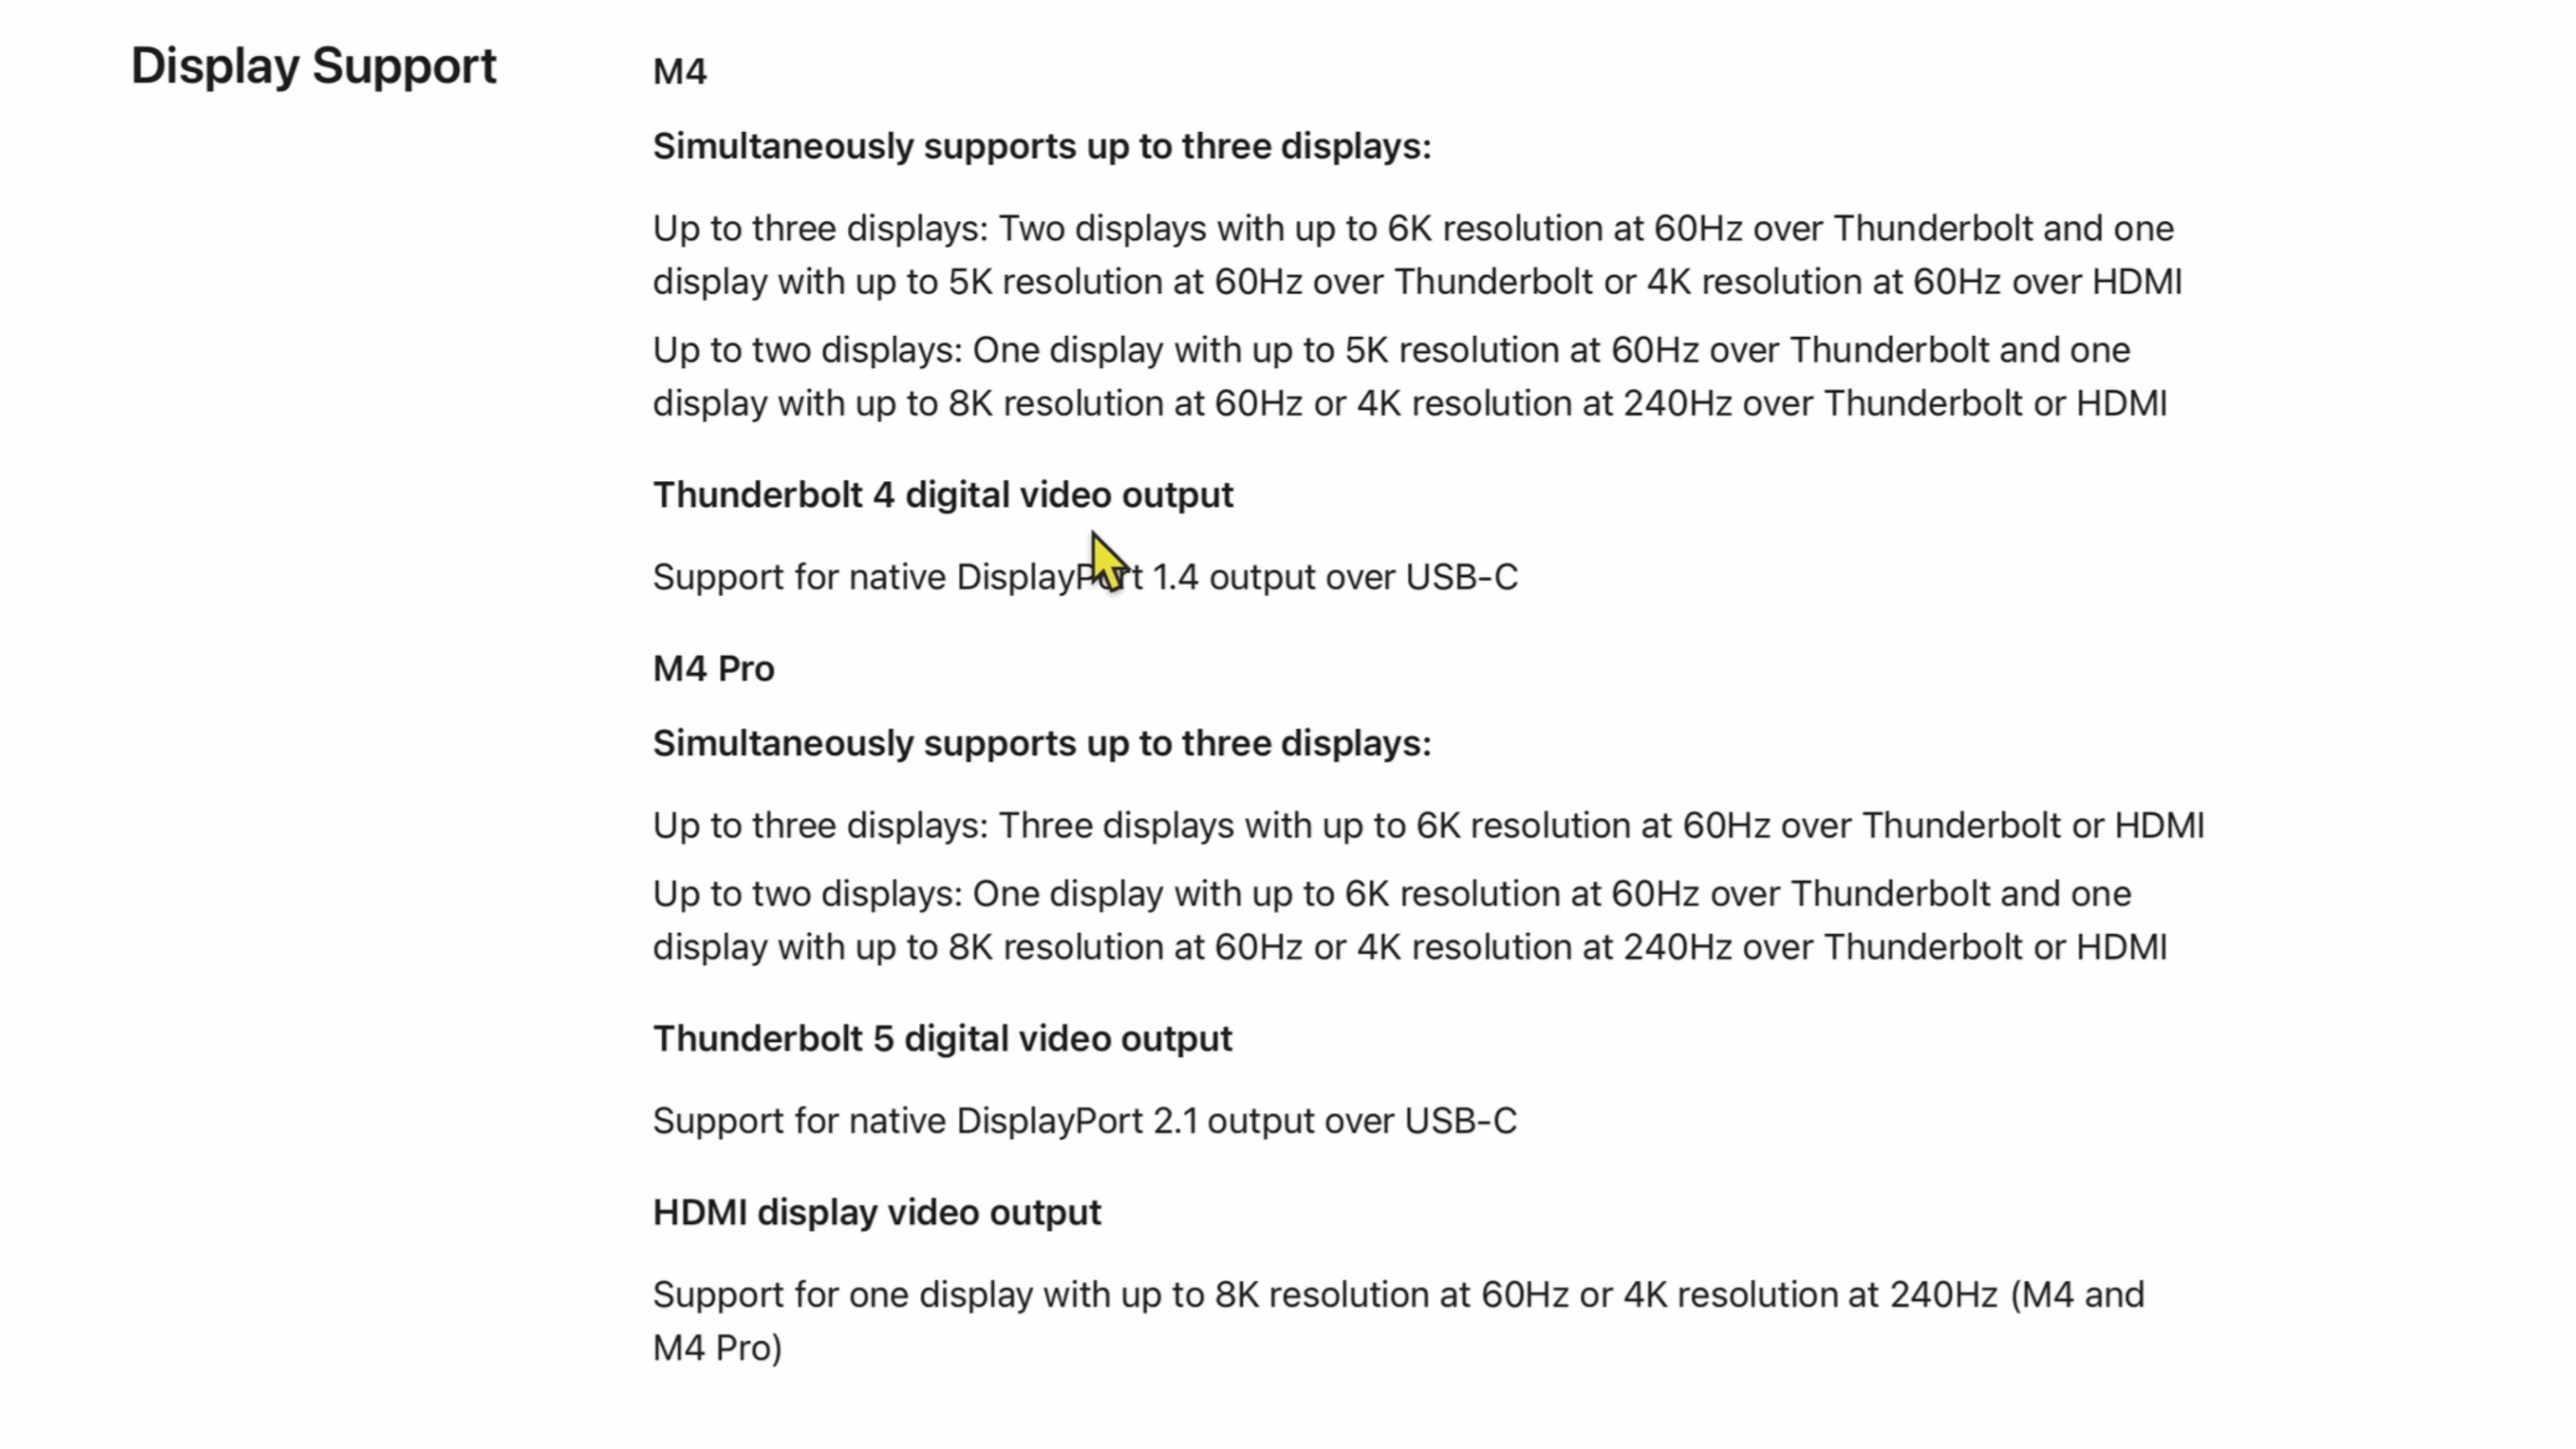 Display Support
M4
Simultaneously supports up to three displays:
Up to three displays: Two displays with up to 6K resolution at 60Hz over Thunderbolt and one
display with up to 5K resolution at 60Hz over Thunderbolt or 4K resolution at 60Hz over HDMI
Up to two displays: One display with up to 5K resolution at 60Hz over Thunderbolt and one
display with up to 8K resolution at 60Hz or 4K resolution at 240Hz over Thunderbolt or HDMI
Thunderbolt 4 digital video output
Support for native DisplayPort 1.4 output over USB-C
M4 Pro
Simultaneously supports up to three displays:
Up to three displays: Three displays with up to 6K resolution at 60Hz over Thunderbolt or HDMI
Up to two displays: One display with up to 6K resolution at 60Hz over Thunderbolt and one
display with up to 8K resolution at 60Hz or 4K resolution at 240Hz over Thunderbolt or HDMI
Thunderbolt 5 digital video output
Support for native DisplayPort 2.1 output over USB-C
HDMI display video output
Support for one display with up to 8K resolution at 60Hz or 4K resolution at 240Hz (M4 and
M4 Pro)